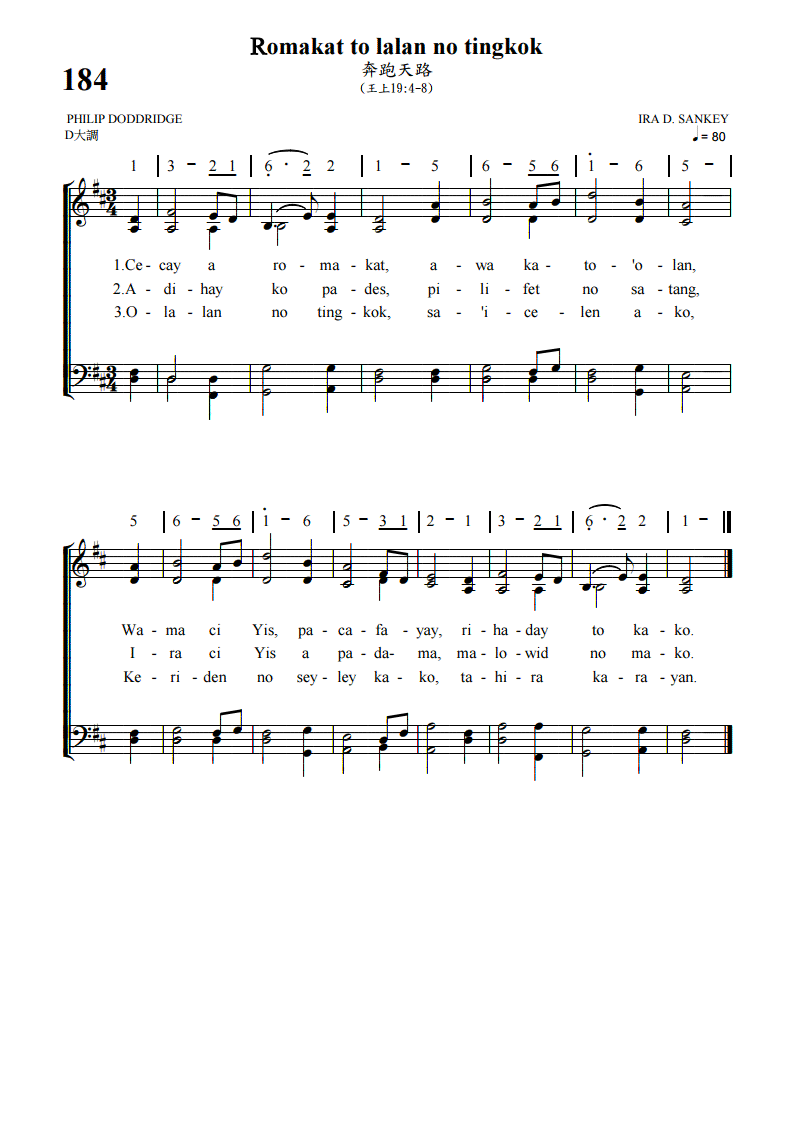 Romakat to lalan no tingkok
奔跑天路
184
(王上19:4-8)
PHILIP DODDRIDGE
IRA D. SANKEY
D大調
♩= 80
1 | 3 - 2 1 | 6 · 2 2 | 1 - 5 | 6 - 5 6 | 1 - 6 | 5 - |
1.Ce - cay a ro - ma - kat, a - wa ka - to - 'o - lan,
2.A - di - hay ko pa - des, pi - li - fet no sa - tang,
3.O - la - lan no ting - kok, sa - 'i - ce - len a - ko,
5 | 6 - 5 6 | 1 - 6 | 5 - 3 1 | 2 - 1 | 3 - 2 1 | 6 · 2 2 | 1 - ‖
Wa - ma ci Yis, pa - ca - fa - yay, ri - ha - day to ka - ko.
I - ra ci Yis a pa - da- ma, ma - lo - wid no ma - ko.
Ke - ri - den no sey - ley ka - ko, ta - hi - ra ka - ra - yan.